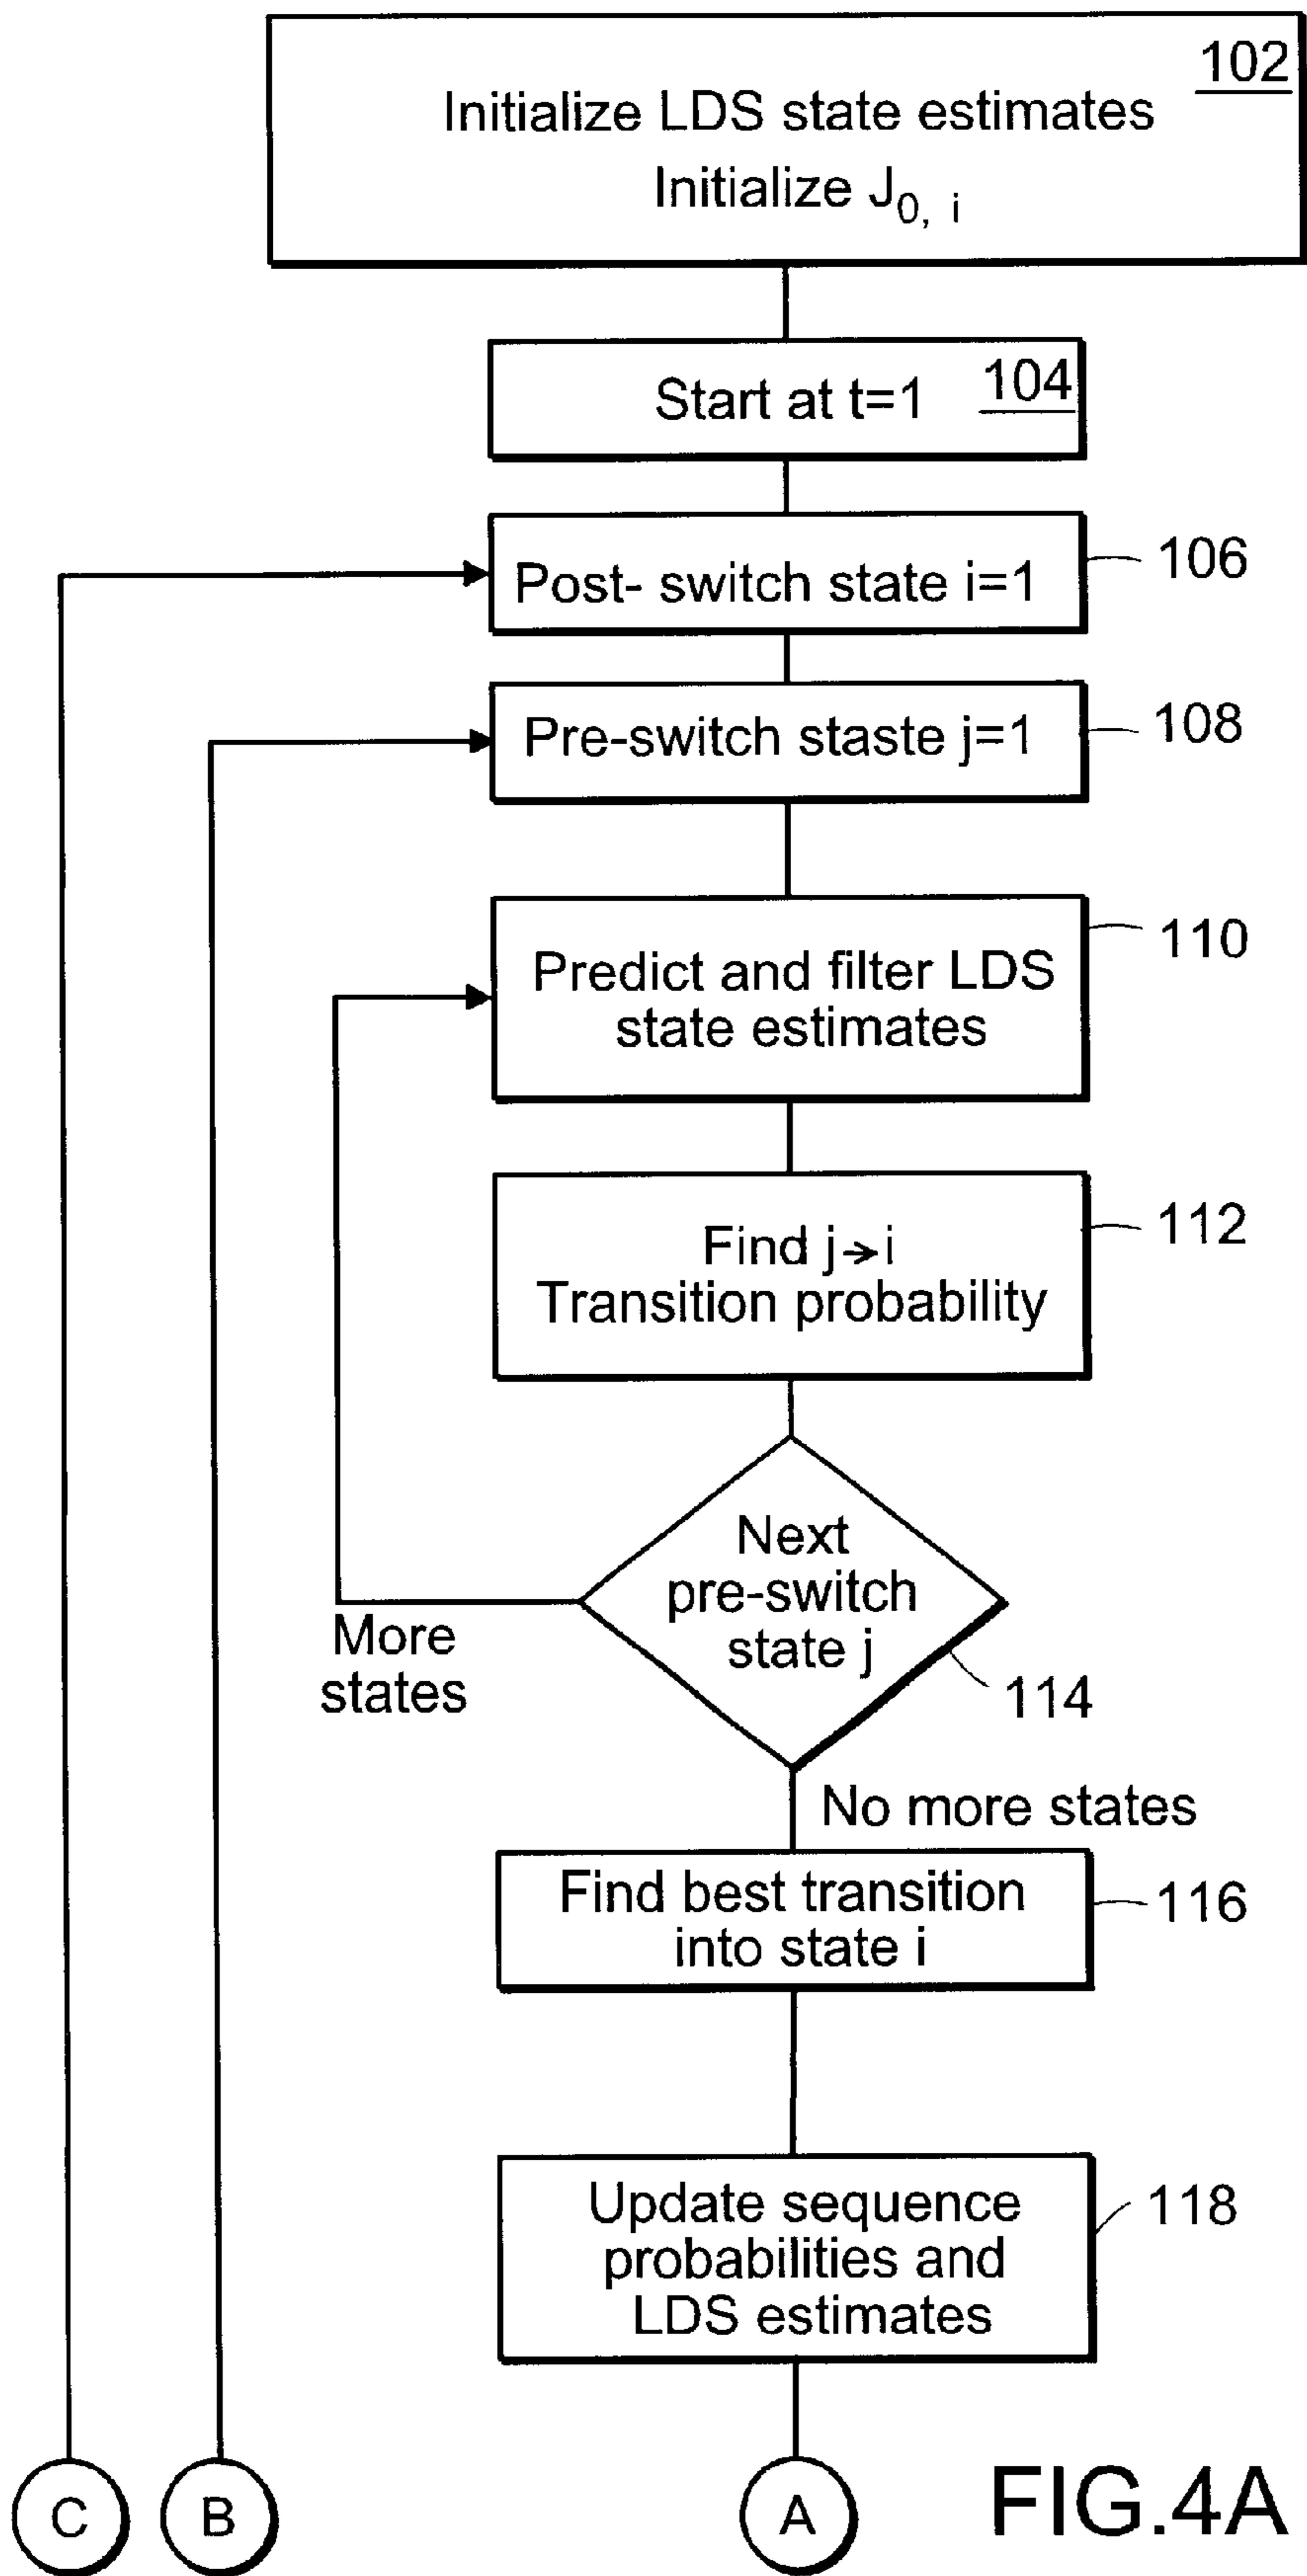 102
Initialize LDS state estimates
Initialize J0, i
Start at t=1 104
Post- switch state i=1 106
Pre-switch staste j=1 108
Predict and filter LDS
state estimates
110
Find j→i
Transition probability
112
Next
pre-switch
state j
More
states
114
No more states
Find best transition
into state i
116
Update sequence
probabilities and
LDS estimates
118
C
B
A
FIG.4A